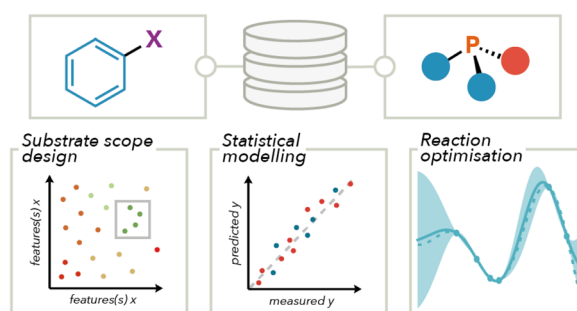 X
P
Substrate scope
design
features(s) x
features(s) x
Statistical
modelling
predicted y
measured y
Reaction
optimisation